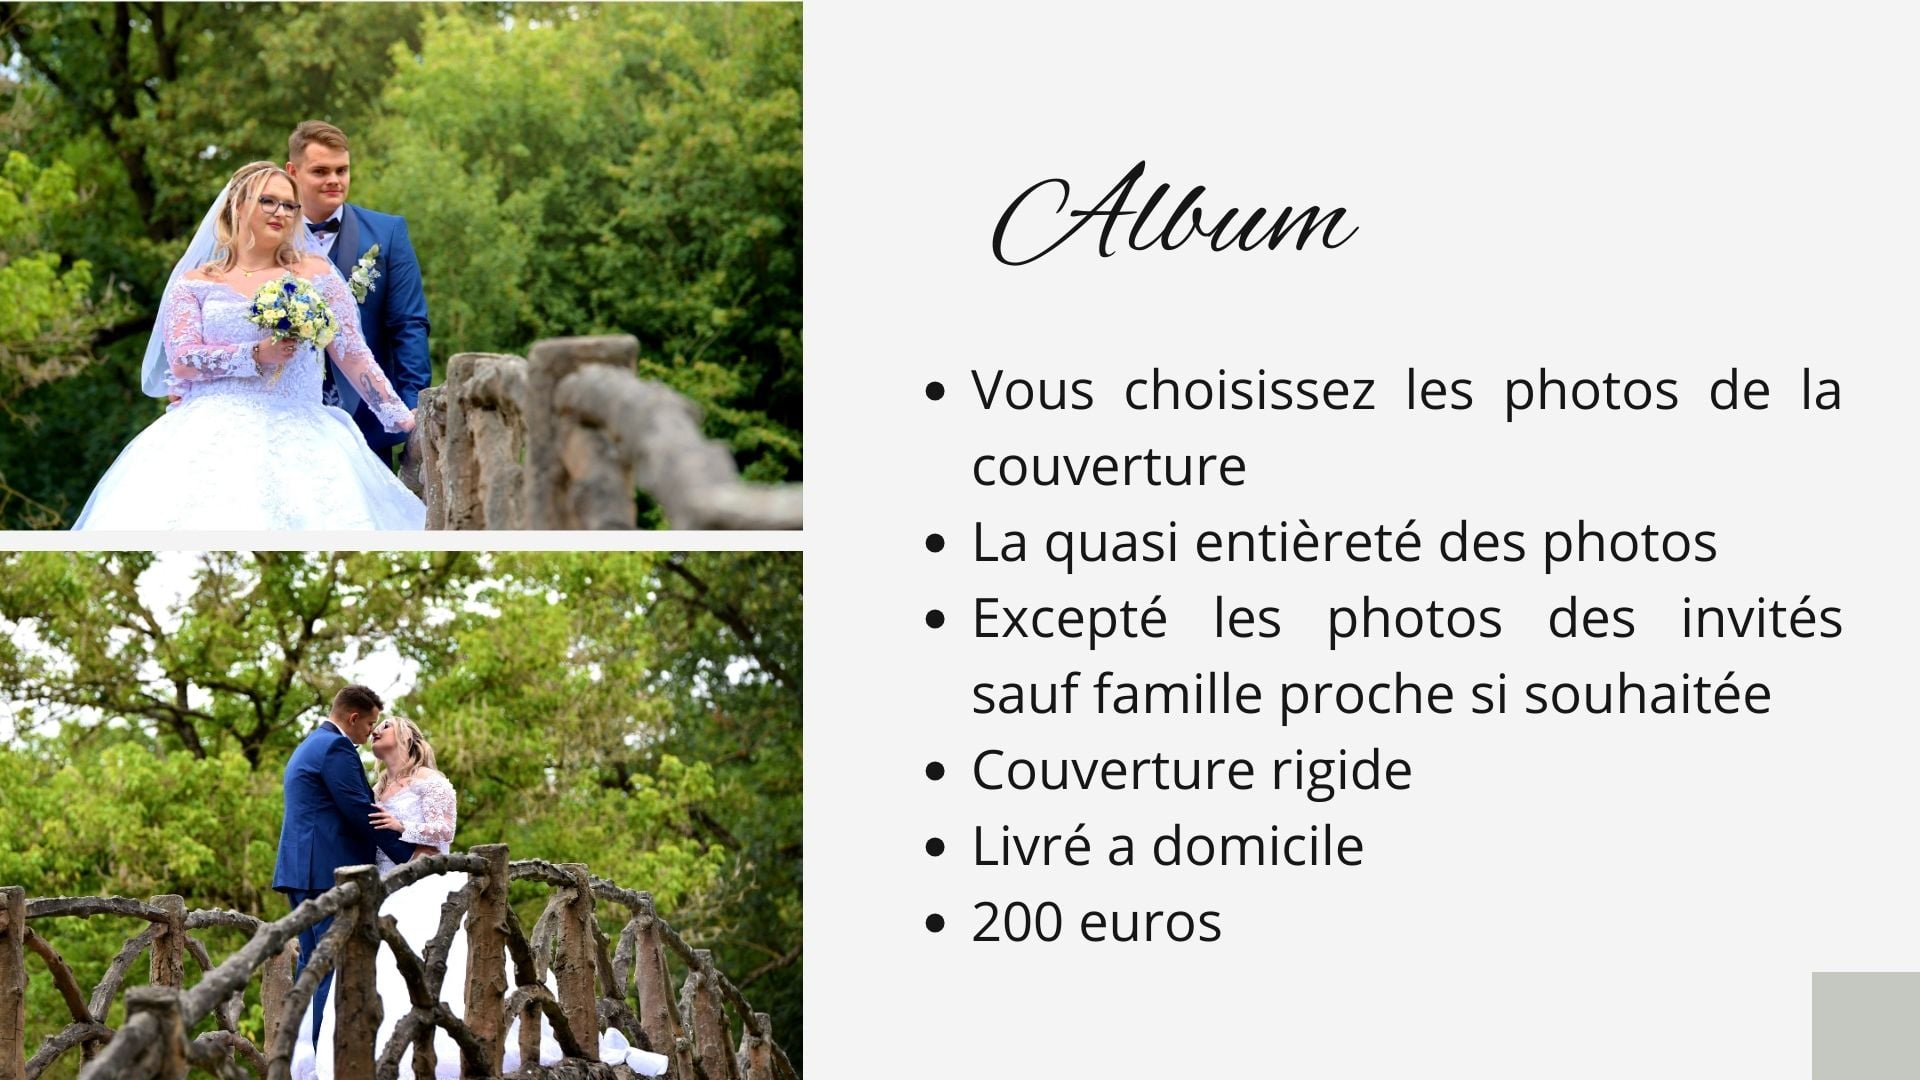 Album
• Vous choisissez les photos de la
couverture
• La quasi entièreté des photos
• Excepté les photos des invités
sauf famille proche si souhaitée
• Couverture rigide
• Livré a domicile
• 200 euros